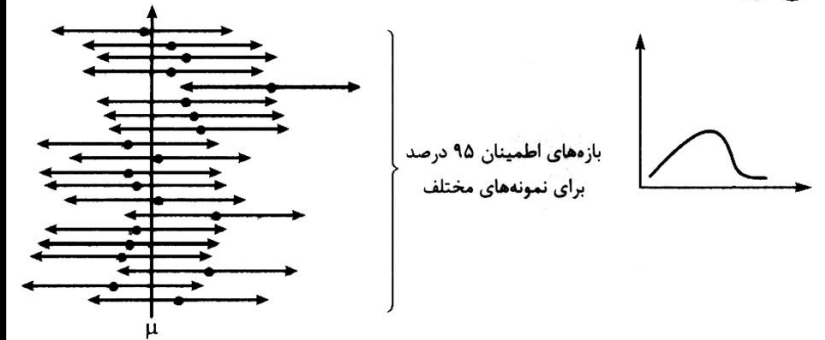 بازه‌های اطمینان ۹۵ درصد
برای نمونه‌های مختلف
μ